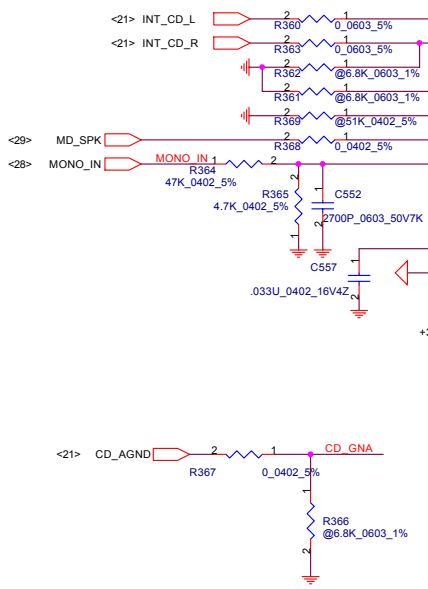 <21> INT_CD_L 2 1
R360 0_0603_5%
<21> INT_CD_R 2 1
R363 0_0603_5%
2 1
R362 @6.8K_0603_1%
2 1
R361 @6.8K_0603_1%
2 1
R369 @51K_0402_5%
<29> MD_SPK 2 1
R368 0_0402_5%
<28> MONO_IN MONO_IN 1 2
R364
47K_0402_5%
2
R365
4.7K_0402_5%
1
1
C552
2700P_0603_50V7K
2
C557
1
.033U_0402_16V4Z
2
+3
<21> CD_AGND 2 1 CD_GNA
R367 0_0402_5%
1
R366
@6.8K_0603_1%
2